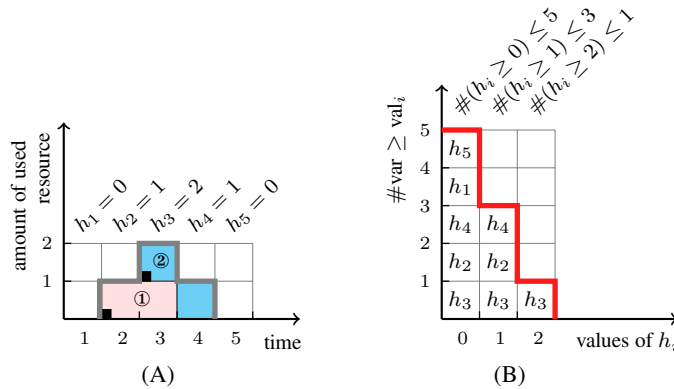 amount of used
resource
h₁ = 0
h₂ = 1
h₃ = 2
h₄ = 1
h₅ = 0
2
1
②
①
1 2 3 4 5 time
(A)
#(hᵢ ≥ 0) ≤ 5
#(hᵢ ≥ 1) ≤ 3
#(hᵢ ≥ 2) ≤ 1
#var ≥ valᵢ
5
4
3
2
1
h₅
h₁
h₄ h₄
h₂ h₂
h₃ h₃ h₃
0 1 2 values of hᵢ
(B)